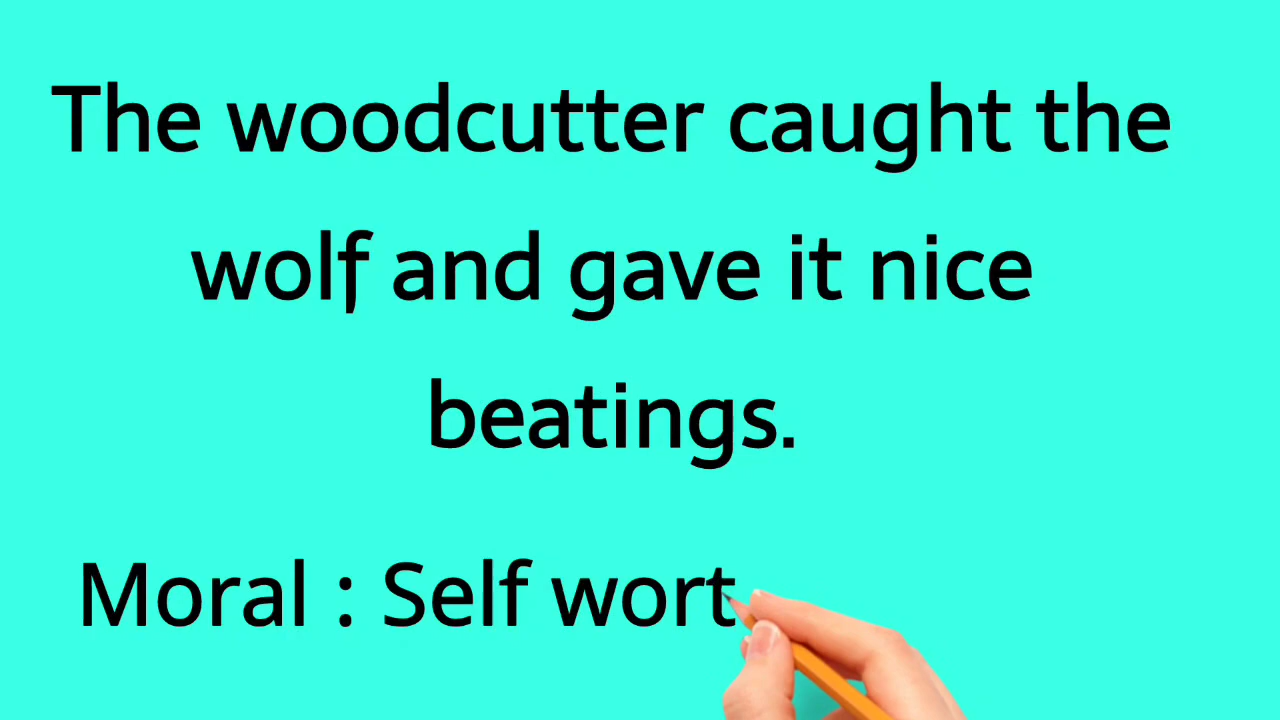 The woodcutter caught the
wolf and gave it nice
beatings.
Moral : Self wort